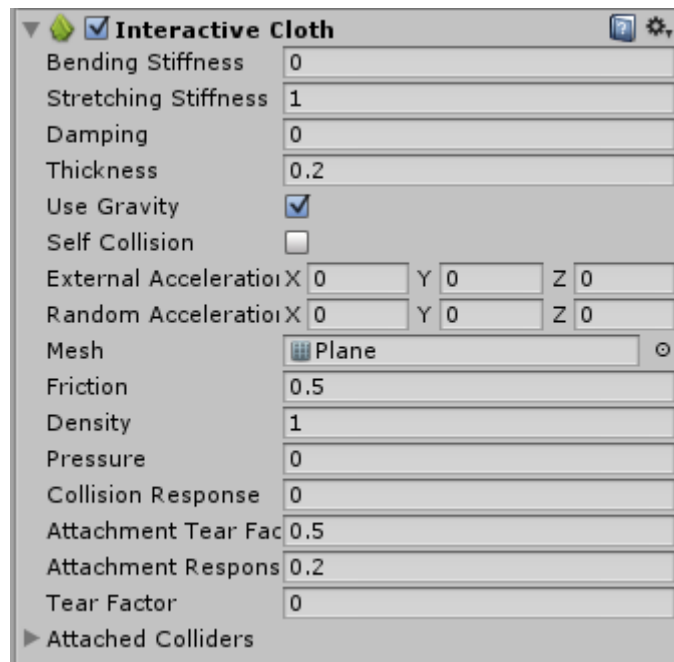 Interactive Cloth
Bending Stiffness 0
Stretching Stiffness 1
Damping 0
Thickness 0.2
Use Gravity
Self Collision
External Acceleratio X 0 Y 0 Z 0
Random Acceleratio X 0 Y 0 Z 0
Mesh Plane
Friction 0.5
Density 1
Pressure 0
Collision Response 0
Attachment Tear Fac 0.5
Attachment Respons 0.2
Tear Factor 0
Attached Colliders